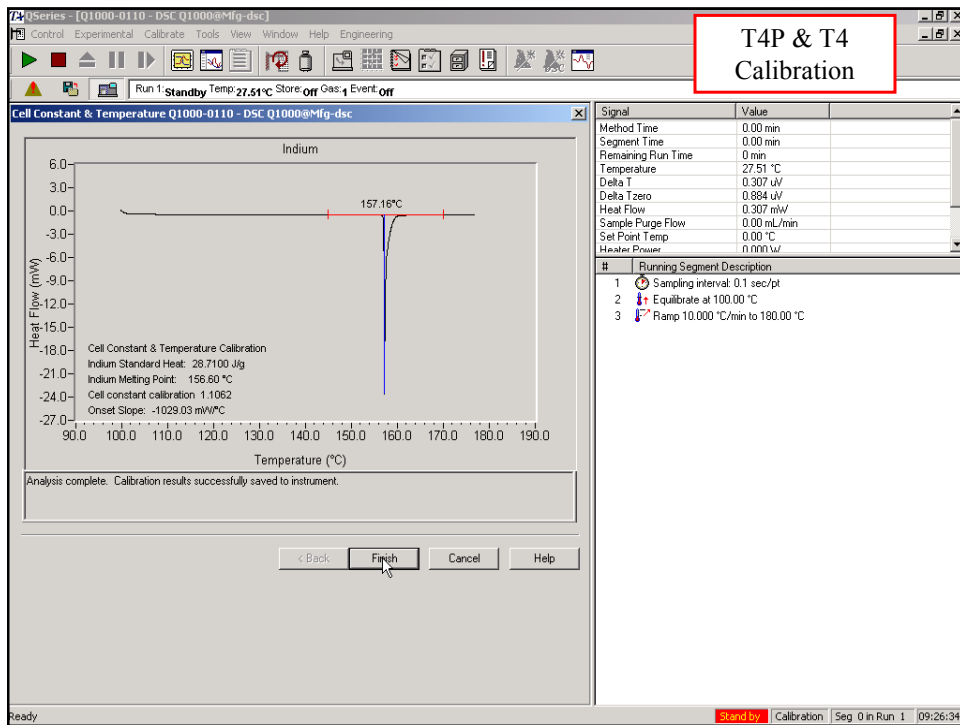 QSeries - [Q1000-0110 - DSC Q1000@Mfg-dsc]
Control Experimental Calibrate Tools View Window Help Engineering
T4P & T4
Calibration
Run 1: Standby Temp: 27.51°C Store: Off Gas: 1 Event: Off
Cell Constant & Temperature Q1000-0110 - DSC Q1000@Mfg-dsc
Indium
6.0
3.0
0.0
-3.0
-6.0
-9.0
-12.0
-15.0
-18.0
-21.0
-24.0
-27.0
Heat Flow (mW)
157.16°C
Cell Constant & Temperature Calibration
Indium Standard Heat: 28.7100 J/g
Indium Melting Point: 156.60 °C
Cell constant calibration 1.1062
Onset Slope: -1029.03 mW/°C
90.0 100.0 110.0 120.0 130.0 140.0 150.0 160.0 170.0 180.0 190.0
Temperature (°C)
Analysis complete. Calibration results successfully saved to instrument.
< Back Finish Cancel Help
Signal Value
Method Time 0.00 min
Segment Time 0.00 min
Remaining Run Time 0 min
Temperature 27.51 °C
Delta T 0.307 uV
Delta Tzero 0.884 uV
Heat Flow 0.307 mW
Sample Purge Flow 0.00 mL/min
Set Point Temp 0.00 °C
Heater Power 0.000 W
# Running Segment Description
1 Sampling interval: 0.1 sec/pt
2 Equilibrate at 100.00 °C
3 Ramp 10.000 °C/min to 180.00 °C
Ready
Stand by Calibration Seg 0 in Run 1 09:26:34